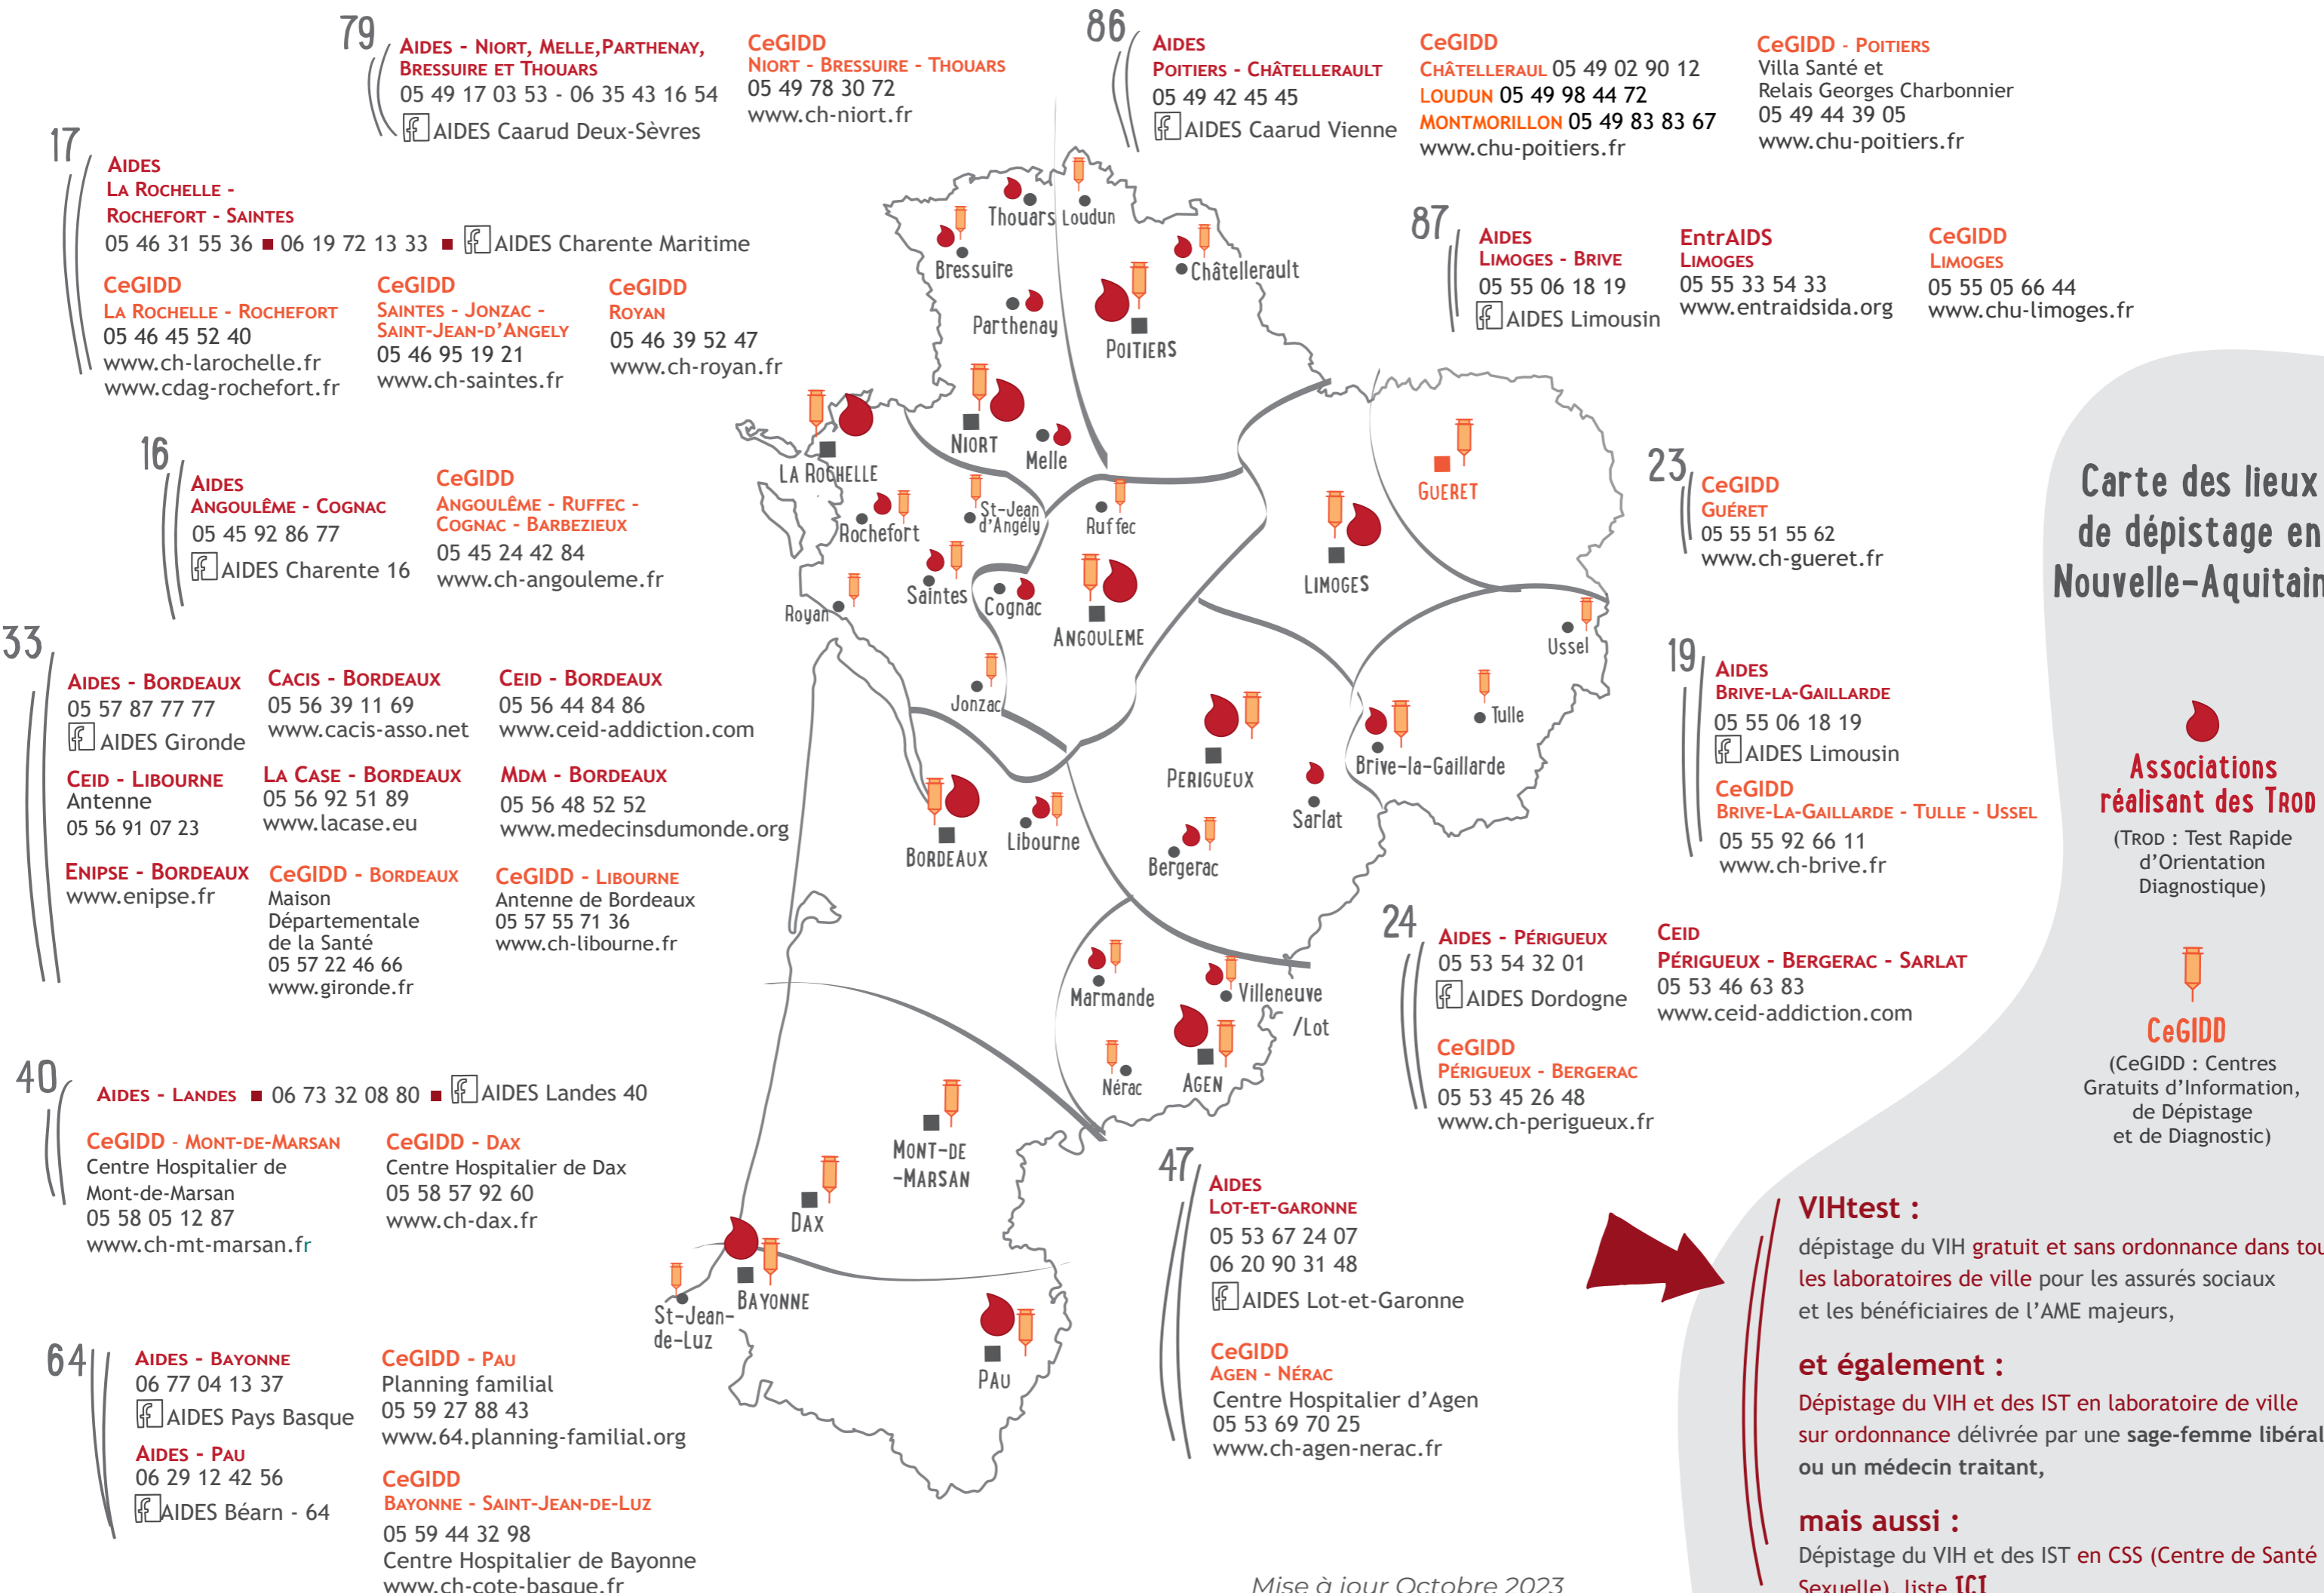 79
AIDES - NIORT, MELLE,PARTHENAY,
BRESSUIRE ET THOUARS
05 49 17 03 53 - 06 35 43 16 54
AIDES Caarud Deux-Sèvres
CeGIDD
NIORT - BRESSUIRE - THOUARS
05 49 78 30 72
www.ch-niort.fr
86
AIDES
POITIERS - CHÂTELLERAULT
05 49 42 45 45
AIDES Caarud Vienne
CeGIDD
CHÂTELLERAUL 05 49 02 90 12
LOUDUN 05 49 98 44 72
MONTMORILLON 05 49 83 83 67
www.chu-poitiers.fr
CeGIDD - POITIERS
Villa Santé et
Relais Georges Charbonnier
05 49 44 39 05
www.chu-poitiers.fr
17
AIDES
LA ROCHELLE -
ROCHEFORT - SAINTES
05 46 31 55 36 ■ 06 19 72 13 33 ■ AIDES Charente Maritime
CeGIDD
LA ROCHELLE - ROCHEFORT
05 46 45 52 40
www.ch-larochelle.fr
www.cdag-rochefort.fr
CeGIDD
SAINTES - JONZAC -
SAINT-JEAN-D'ANGELY
05 46 95 19 21
www.ch-saintes.fr
CeGIDD
ROYAN
05 46 39 52 47
www.ch-royan.fr
87
AIDES
LIMOGES - BRIVE
05 55 06 18 19
AIDES Limousin
EntrAIDS
LIMOGES
05 55 33 54 33
www.entraidsida.org
CeGIDD
LIMOGES
05 55 05 66 44
www.chu-limoges.fr
16
AIDES
ANGOULÊME - COGNAC
05 45 92 86 77
AIDES Charente 16
CeGIDD
ANGOULÊME - RUFFEC -
COGNAC - BARBEZIEUX
05 45 24 42 84
www.ch-angouleme.fr
23
CeGIDD
GUÉRET
05 55 51 55 62
www.ch-gueret.fr
33
AIDES - BORDEAUX
05 57 87 77 77
AIDES Gironde
CACIS - BORDEAUX
05 56 39 11 69
www.cacis-asso.net
CEID - BORDEAUX
05 56 44 84 86
www.ceid-addiction.com
CEID - LIBOURNE
Antenne
05 56 91 07 23
LA CASE - BORDEAUX
05 56 92 51 89
www.lacase.eu
MDM - BORDEAUX
05 56 48 52 52
www.medecinsdumonde.org
ENIPSE - BORDEAUX
www.enipse.fr
CeGIDD - BORDEAUX
Maison
Départementale
de la Santé
05 57 22 46 66
www.gironde.fr
CeGIDD - LIBOURNE
Antenne de Bordeaux
05 57 55 71 36
www.ch-libourne.fr
19
AIDES
BRIVE-LA-GAILLARDE
05 55 06 18 19
AIDES Limousin
CeGIDD
BRIVE-LA-GAILLARDE - TULLE - USSEL
05 55 92 66 11
www.ch-brive.fr
24
AIDES - PÉRIGUEUX
05 53 54 32 01
AIDES Dordogne
CEID
PÉRIGUEUX - BERGERAC - SARLAT
05 53 46 63 83
www.ceid-addiction.com
CeGIDD
PÉRIGUEUX - BERGERAC
05 53 45 26 48
www.ch-perigueux.fr
40
AIDES - LANDES ■ 06 73 32 08 80 ■ AIDES Landes 40
CeGIDD - MONT-DE-MARSAN
Centre Hospitalier de
Mont-de-Marsan
05 58 05 12 87
www.ch-mt-marsan.fr
CeGIDD - DAX
Centre Hospitalier de Dax
05 58 57 92 60
www.ch-dax.fr
47
AIDES
LOT-ET-GARONNE
05 53 67 24 07
06 20 90 31 48
AIDES Lot-et-Garonne
CeGIDD
AGEN - NÉRAC
Centre Hospitalier d'Agen
05 53 69 70 25
www.ch-agen-nerac.fr
64
AIDES - BAYONNE
06 77 04 13 37
AIDES Pays Basque
AIDES - PAU
06 29 12 42 56
AIDES Béarn - 64
CeGIDD - PAU
Planning familial
05 59 27 88 43
www.64.planning-familial.org
CeGIDD
BAYONNE - SAINT-JEAN-DE-LUZ
05 59 44 32 98
Centre Hospitalier de Bayonne
www.ch-cote-basque.fr
Thouars
Loudun
Bressuire
Châtellerault
Parthenay
POITIERS
NIORT
Melle
LA ROCHELLE
GUERET
Rochefort
St-Jean
d'Angély
Ruffec
Saintes
Cognac
Royan
ANGOULEME
LIMOGES
Ussel
Jonzac
Tulle
PERIGUEUX
Brive-la-Gaillarde
Sarlat
Libourne
BORDEAUX
Bergerac
Marmande
Villeneuve
/Lot
Nérac
AGEN
MONT-DE
-MARSAN
DAX
BAYONNE
St-Jean-
de-Luz
PAU
Carte des lieux
de dépistage en
Nouvelle-Aquitain
Associations
réalisant des TROD
(TROD : Test Rapide
d'Orientation
Diagnostique)
CeGIDD
(CeGIDD : Centres
Gratuits d'Information,
de Dépistage
et de Diagnostic)
VIHtest :
dépistage du VIH gratuit et sans ordonnance dans tou
les laboratoires de ville pour les assurés sociaux
et les bénéficiaires de l'AME majeurs,
et également :
Dépistage du VIH et des IST en laboratoire de ville
sur ordonnance délivrée par une sage-femme libéral
ou un médecin traitant,
mais aussi :
Dépistage du VIH et des IST en CSS (Centre de Santé
Sexuelle), liste ICI
Mise à jour Octobre 2023